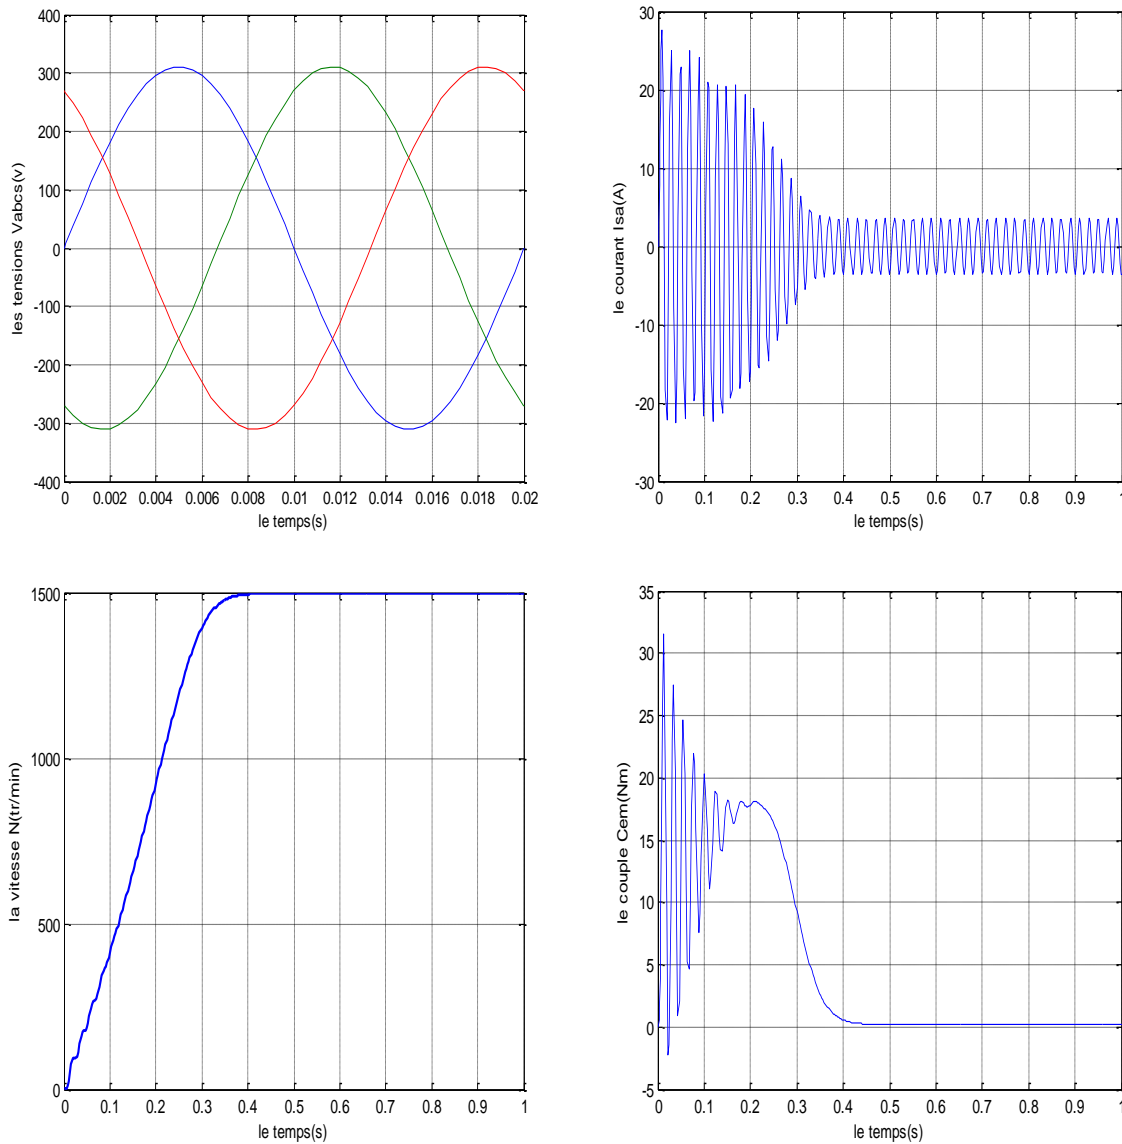 les tensions Vabcs(v)
400
300
200
100
0
-100
-200
-300
-400
0 0.002 0.004 0.006 0.008 0.01 0.012 0.014 0.016 0.018 0.02
le temps(s)
le courant Isa(A)
30
20
10
0
-10
-20
-30
0 0.1 0.2 0.3 0.4 0.5 0.6 0.7 0.8 0.9 1
le temps(s)
la vitesse N(tr/min)
1500
1000
500
0
0 0.1 0.2 0.3 0.4 0.5 0.6 0.7 0.8 0.9 1
le temps(s)
le couple Cem(Nm)
35
30
25
20
15
10
5
0
-5
0 0.1 0.2 0.3 0.4 0.5 0.6 0.7 0.8 0.9 1
le temps(s)